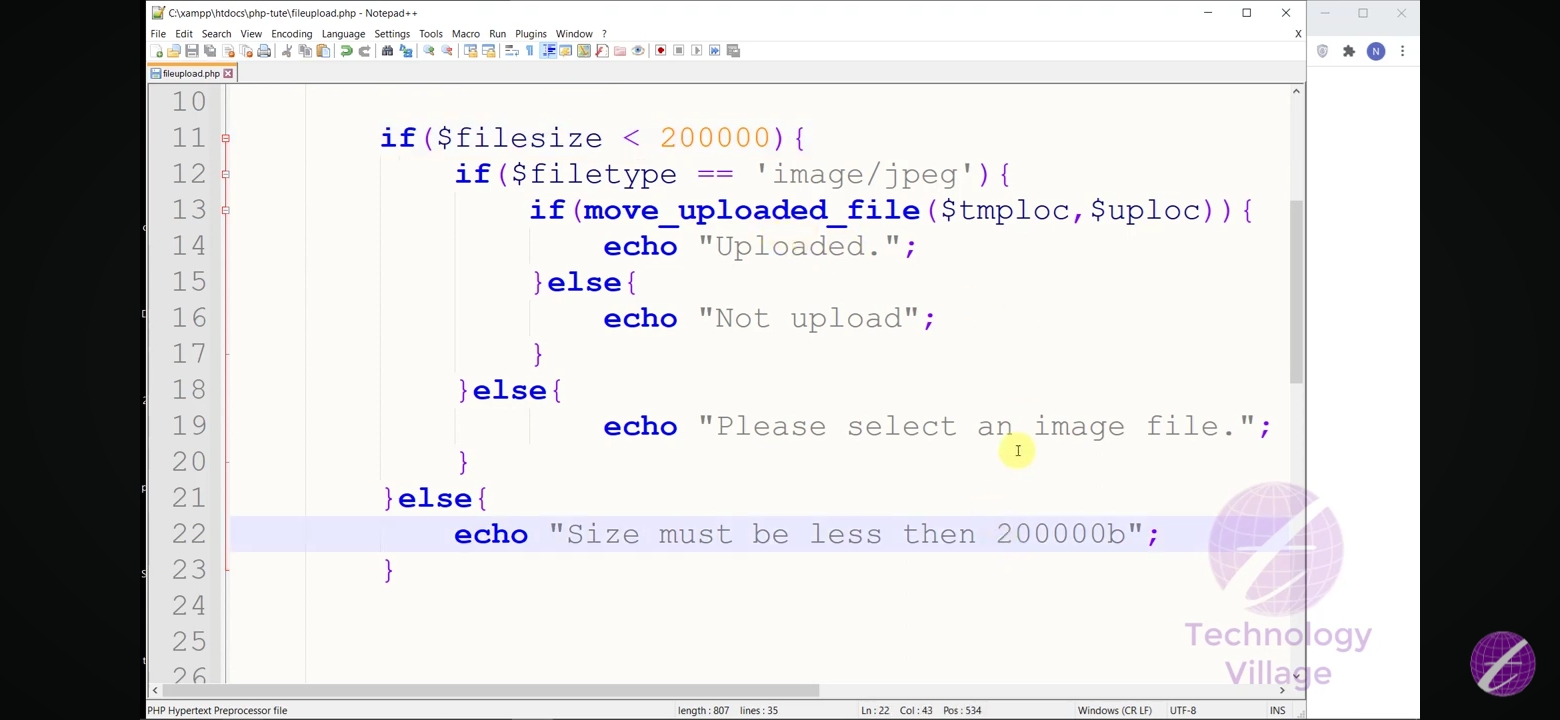 C:\xampp\htdocs\php-tute\fileupload.php - Notepad++
File Edit Search View Encoding Language Settings Tools Macro Run Plugins Window ? X
fileupload.php
N
10
11 if($filesize < 200000){
12 if($filetype == 'image/jpeg'){
13 if(move_uploaded_file($tmploc,$uploc)){
14 echo "Uploaded.";
15 }else{
16 echo "Not upload";
17 }
18 }else{
19 echo "Please select an image file.";
20 }
21 }else{
22 echo "Size must be less then 200000b";
23 }
24
25
26
Technology
Village
PHP Hypertext Preprocessor file length : 807 lines : 35 Ln : 22 Col : 43 Pos : 534 Windows (CR LF) UTF-8 INS